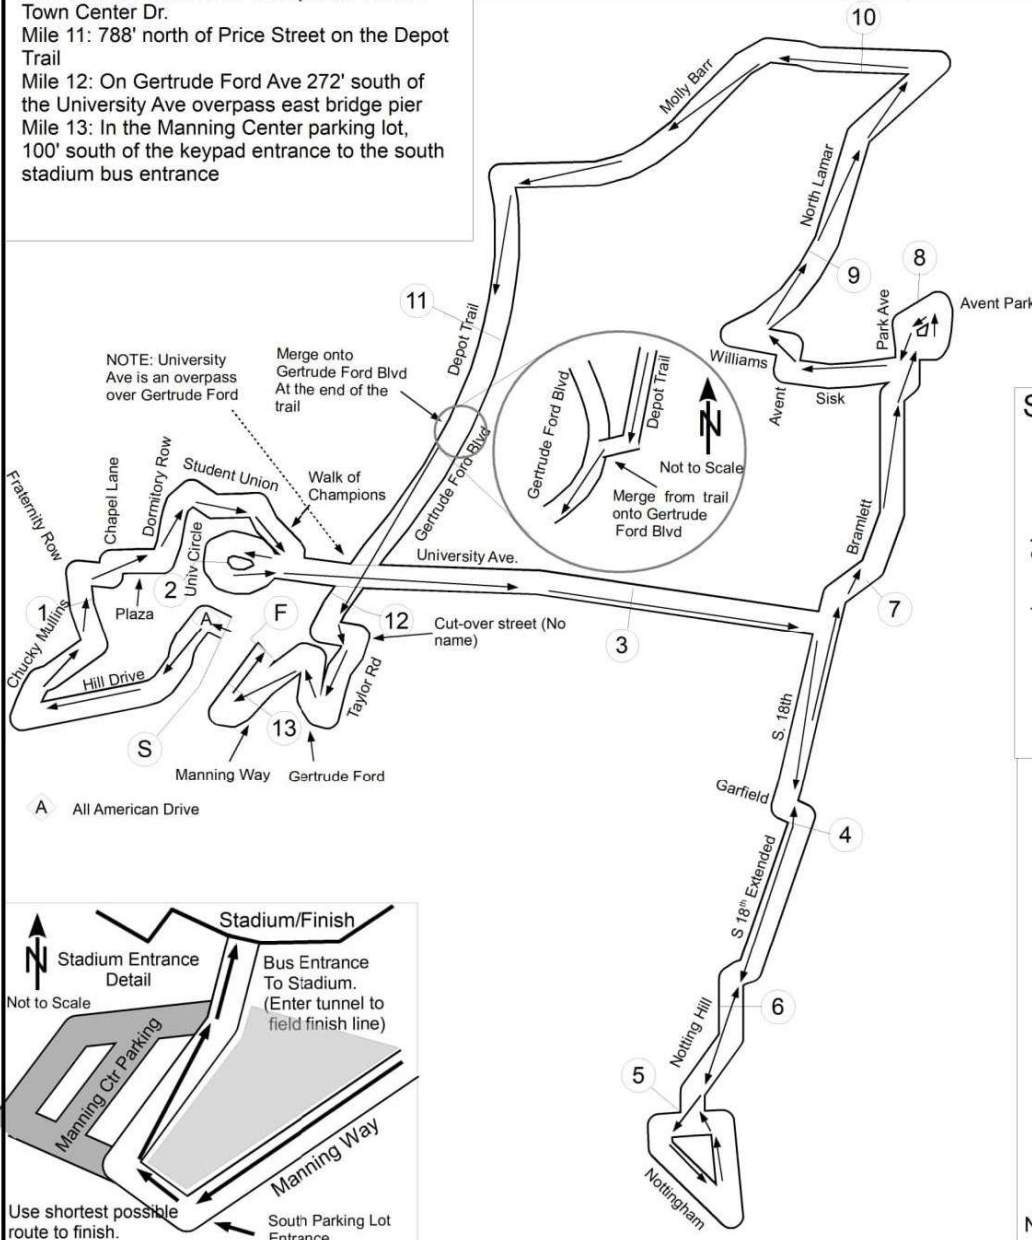 Town Center Dr.
Mile 11: 788' north of Price Street on the Depot
Trail
Mile 12: On Gertrude Ford Ave 272' south of
the University Ave overpass east bridge pier
Mile 13: In the Manning Center parking lot,
100' south of the keypad entrance to the south
stadium bus entrance
10
Molly Barr
North Lamar
9
8
Park Ave
Avent Park
11
Depot Trail
Williams
Avent
Sisk
NOTE: University
Ave is an overpass
over Gertrude Ford
Merge onto
Gertrude Ford Blvd
At the end of the
trail
Gertrude Ford Blvd
Depot Trail
N
Not to Scale
Merge from trail
onto Gertrude
Ford Blvd
Gertrude Ford Blvd
Fraternity Row
Chapel Lane
Dormitory Row
Student Union
Walk of
Champions
University Ave.
Bramlett
7
Univ Circle
1
Plaza
2
A
F
12
Cut-over street (No
name)
3
Chucky Mullins
Hill Drive
Taylor Rd
S. 18th
S
13
Manning Way
Gertrude Ford
Garfield
A
All American Drive
4
S 18th Extended
6
Notting Hill
5
Nottingham
N
Stadium Entrance
Detail
Not to Scale
Stadium/Finish
Bus Entrance
To Stadium.
(Enter tunnel to
field finish line)
Manning Ctr Parking
Manning Way
Use shortest possible
route to finish.
South Parking Lot
Entrance
S
N